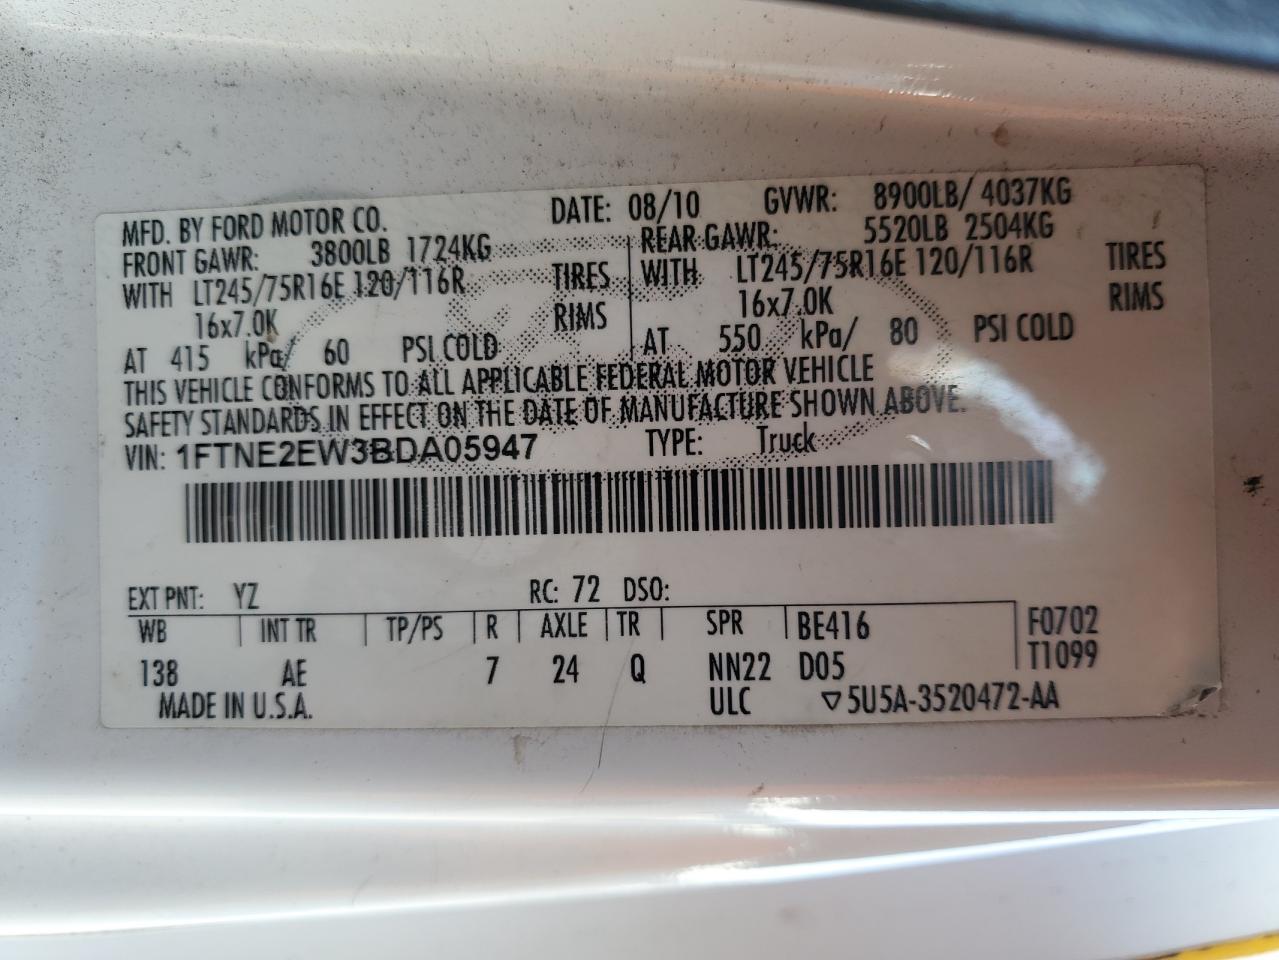 MFD. BY FORD MOTOR CO. DATE: 08/10 GVWR: 8900LB/ 4037KG
FRONT GAWR: 3800LB 1724KG REAR GAWR: 5520LB 2504KG
WITH LT245/75R16E 120/116R TIRES WITH LT245/75R16E 120/116R TIRES
16x7.0K RIMS 16x7.0K RIMS
AT 415 kPa/ 60 PSI COLD AT 550 kPa/ 80 PSI COLD
THIS VEHICLE CONFORMS TO ALL APPLICABLE FEDERAL MOTOR VEHICLE
SAFETY STANDARDS IN EFFECT ON THE DATE OF MANUFACTURE SHOWN ABOVE.
VIN: 1FTNE2EW3BDA05947 TYPE: Truck
EXT PNT: YZ RC: 72 DSO:
WB INT TR TP/PS R AXLE TR SPR BE416 F0702
138 AE 7 24 Q NN22 D05 T1099
MADE IN U.S.A. ULC ▽5U5A-3520472-AA